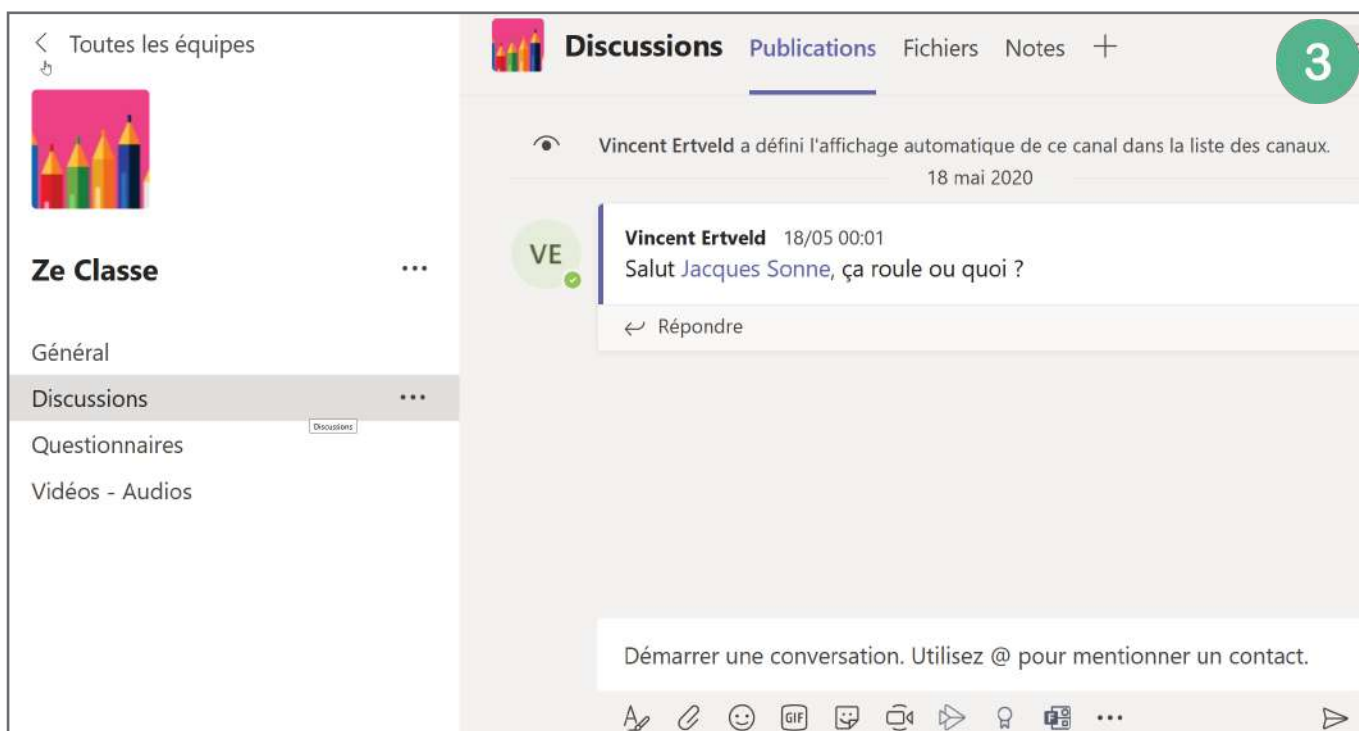 Toutes les équipes
Ze Classe
...
Général
Discussions
...
Discussions
Questionnaires
Vidéos - Audios
Discussions Publications Fichiers Notes +
3
Vincent Ertveld a défini l'affichage automatique de ce canal dans la liste des canaux.
18 mai 2020
VE
Vincent Ertveld 18/05 00:01
Salut Jacques Sonne, ça roule ou quoi ?
Répondre
Démarrer une conversation. Utilisez @ pour mentionner un contact.
GIF
...